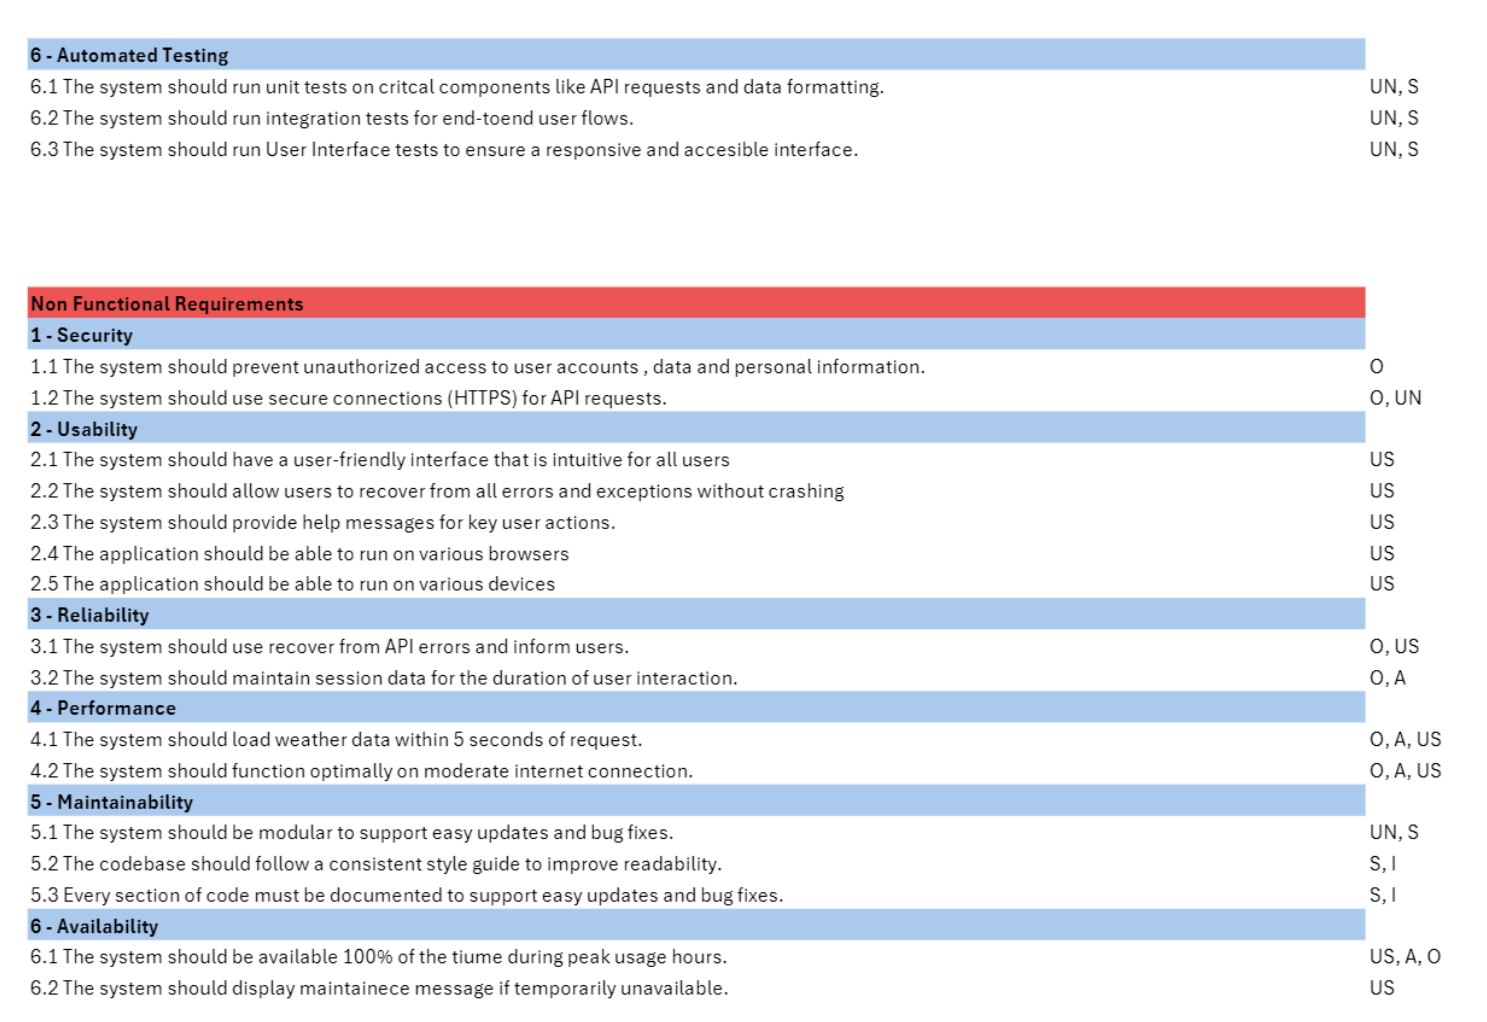 6 - Automated Testing
6.1 The system should run unit tests on critcal components like API requests and data formatting. UN, S
6.2 The system should run integration tests for end-toend user flows. UN, S
6.3 The system should run User Interface tests to ensure a responsive and accesible interface. UN, S
Non Functional Requirements
1 - Security
1.1 The system should prevent unauthorized access to user accounts , data and personal information. O
1.2 The system should use secure connections (HTTPS) for API requests. O, UN
2 - Usability
2.1 The system should have a user-friendly interface that is intuitive for all users US
2.2 The system should allow users to recover from all errors and exceptions without crashing US
2.3 The system should provide help messages for key user actions. US
2.4 The application should be able to run on various browsers US
2.5 The application should be able to run on various devices US
3 - Reliability
3.1 The system should use recover from API errors and inform users. O, US
3.2 The system should maintain session data for the duration of user interaction. O, A
4 - Performance
4.1 The system should load weather data within 5 seconds of request. O, A, US
4.2 The system should function optimally on moderate internet connection. O, A, US
5 - Maintainability
5.1 The system should be modular to support easy updates and bug fixes. UN, S
5.2 The codebase should follow a consistent style guide to improve readability. S, I
5.3 Every section of code must be documented to support easy updates and bug fixes. S, I
6 - Availability
6.1 The system should be available 100% of the tiume during peak usage hours. US, A, O
6.2 The system should display maintainece message if temporarily unavailable. US